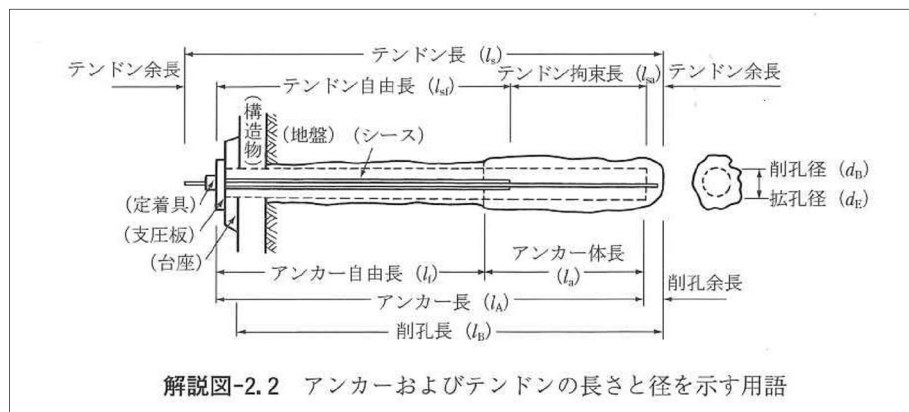 テンドン長 (ls)
テンドン余長
テンドン拘束長 (lsa)
テンドン余長
テンドン自由長 (lsf)
(構造物)
(地盤) (シース)
削孔径 (dB)
拡孔径 (dE)
(定着具)
(支圧板)
(台座)
アンカー自由長 (lf)
アンカー体長
(la)
アンカー長 (lA)
削孔余長
削孔長 (lB)
解説図-2.2 アンカーおよびテンドンの長さと径を示す用語